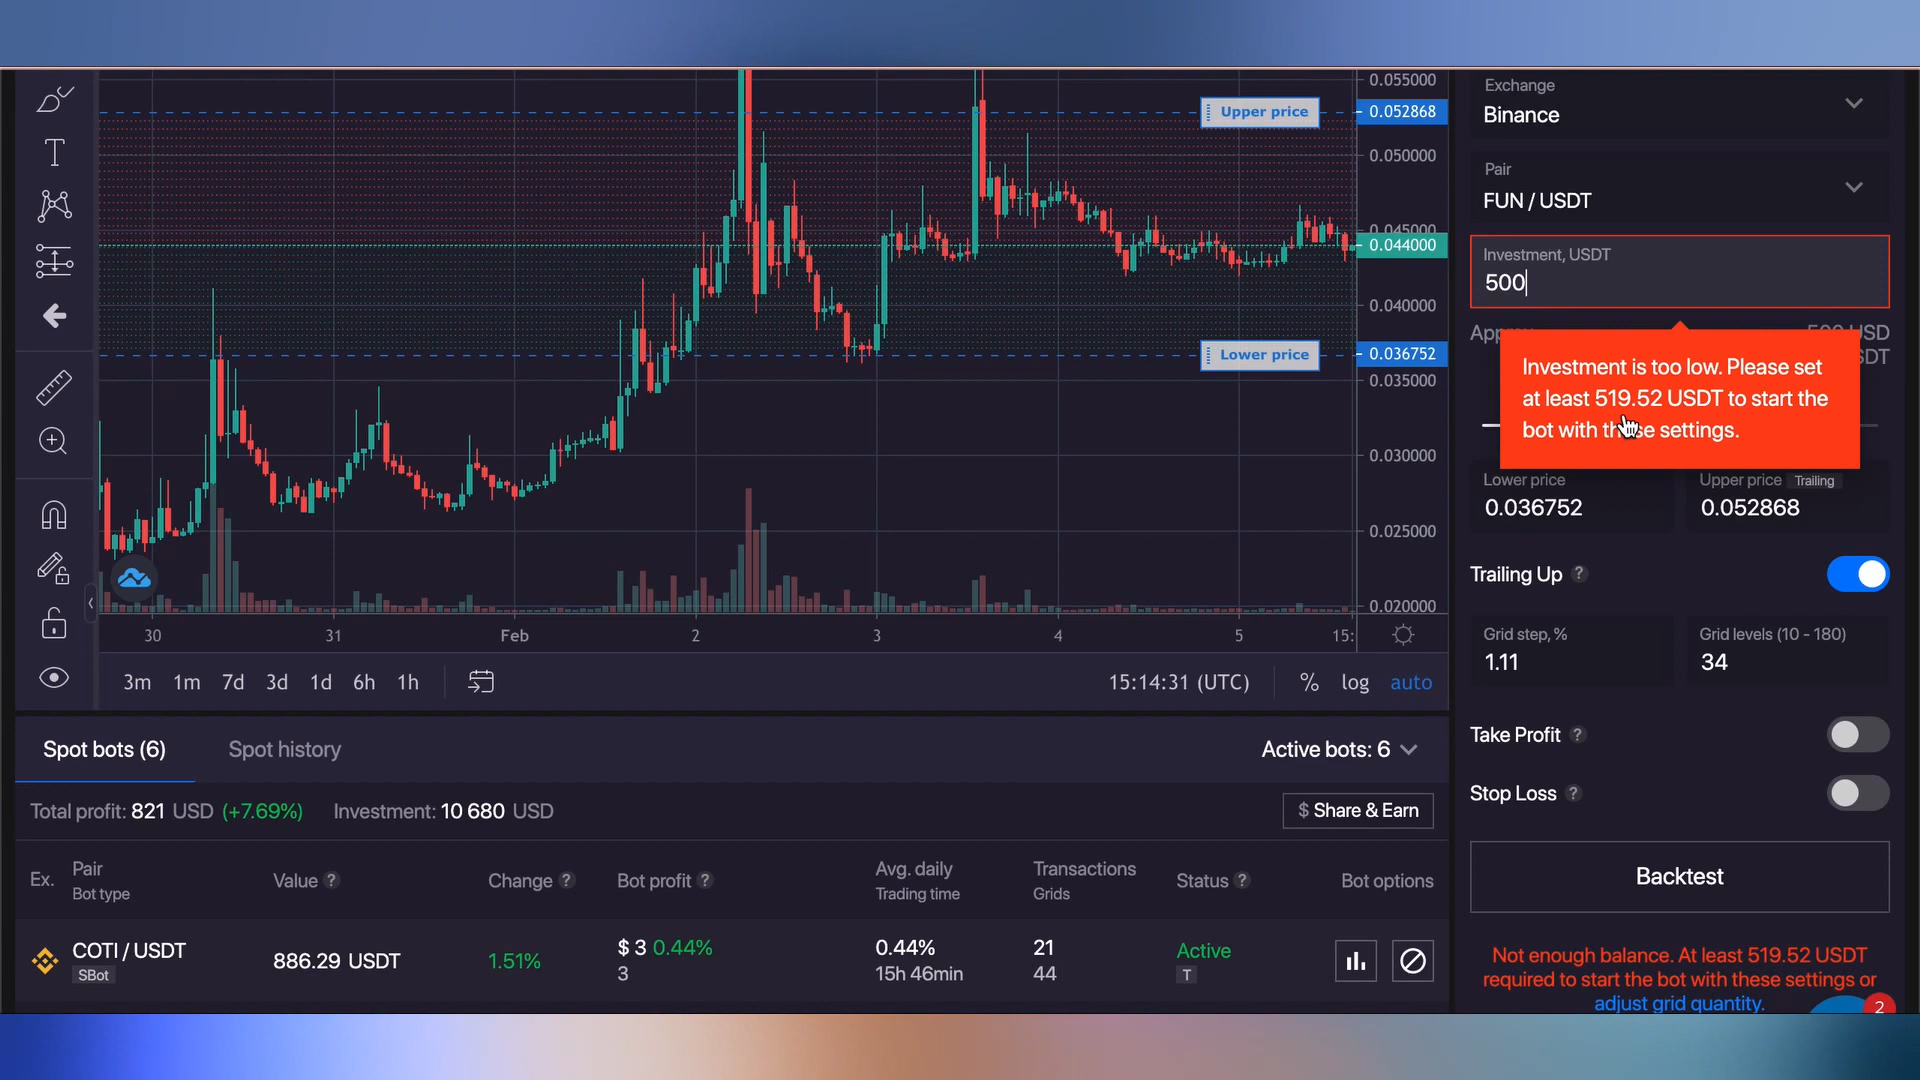 0.055000
Upper price
0.052868
0.050000
0.045000
0.044000
0.040000
Lower price
0.036752
0.035000
0.030000
0.025000
0.020000
30
31
Feb
2
3
4
5
15:
3m
1m
7d
3d
1d
6h
1h
15:14:31 (UTC)
%
log
auto
Exchange
Binance
Pair
FUN / USDT
Investment, USDT
500
500 USD
Investment is too low. Please set
at least 519.52 USDT to start the
bot with these settings.
Lower price
0.036752
Upper price Trailing
0.052868
Trailing Up ?
Grid step, %
1.11
Grid levels (10 - 180)
34
Take Profit ?
Stop Loss ?
Backtest
Not enough balance. At least 519.52 USDT
required to start the bot with these settings or
adjust grid quantity.
2
Spot bots (6)
Spot history
Active bots: 6
Total profit: 821 USD (+7.69%)
Investment: 10 680 USD
$ Share & Earn
Ex.
Pair
Bot type
Value ?
Change ?
Bot profit ?
Avg. daily
Trading time
Transactions
Grids
Status ?
Bot options
COTI / USDT
SBot
886.29 USDT
1.51%
$ 3 0.44%
3
0.44%
15h 46min
21
44
Active
T